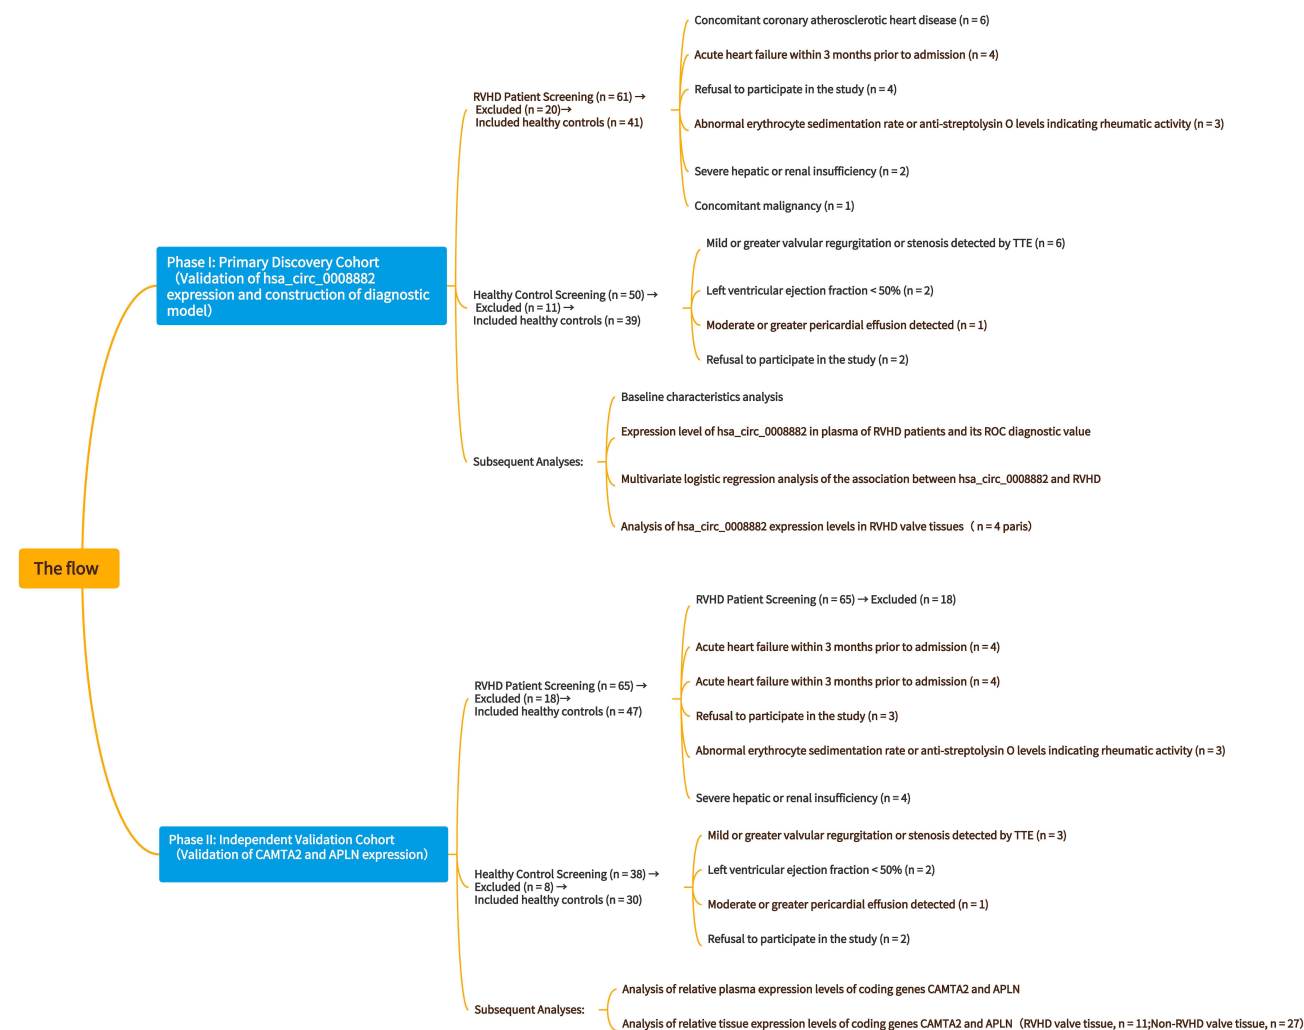 The flow
Phase I: Primary Discovery Cohort
（Validation of hsa_circ_0008882
expression and construction of diagnostic
model）
RVHD Patient Screening (n = 61) →
Excluded (n = 20)→
Included healthy controls (n = 41)
Concomitant coronary atherosclerotic heart disease (n = 6)
Acute heart failure within 3 months prior to admission (n = 4)
Refusal to participate in the study (n = 4)
Abnormal erythrocyte sedimentation rate or anti-streptolysin O levels indicating rheumatic activity (n = 3)
Severe hepatic or renal insufficiency (n = 2)
Concomitant malignancy (n = 1)
Healthy Control Screening (n = 50) →
Excluded (n = 11) →
Included healthy controls (n = 39)
Mild or greater valvular regurgitation or stenosis detected by TTE (n = 6)
Left ventricular ejection fraction < 50% (n = 2)
Moderate or greater pericardial effusion detected (n = 1)
Refusal to participate in the study (n = 2)
Subsequent Analyses:
Baseline characteristics analysis
Expression level of hsa_circ_0008882 in plasma of RVHD patients and its ROC diagnostic value
Multivariate logistic regression analysis of the association between hsa_circ_0008882 and RVHD
Analysis of hsa_circ_0008882 expression levels in RVHD valve tissues（ n = 4 paris）
Phase II: Independent Validation Cohort
（Validation of CAMTA2 and APLN expression）
RVHD Patient Screening (n = 65) →
Excluded (n = 18)→
Included healthy controls (n = 47)
RVHD Patient Screening (n = 65) → Excluded (n = 18)
Acute heart failure within 3 months prior to admission (n = 4)
Acute heart failure within 3 months prior to admission (n = 4)
Refusal to participate in the study (n = 3)
Abnormal erythrocyte sedimentation rate or anti-streptolysin O levels indicating rheumatic activity (n = 3)
Severe hepatic or renal insufficiency (n = 4)
Healthy Control Screening (n = 38) →
Excluded (n = 8) →
Included healthy controls (n = 30)
Mild or greater valvular regurgitation or stenosis detected by TTE (n = 3)
Left ventricular ejection fraction < 50% (n = 2)
Moderate or greater pericardial effusion detected (n = 1)
Refusal to participate in the study (n = 2)
Subsequent Analyses:
Analysis of relative plasma expression levels of coding genes CAMTA2 and APLN
Analysis of relative tissue expression levels of coding genes CAMTA2 and APLN（RVHD valve tissue, n = 11;Non-RVHD valve tissue, n = 27）